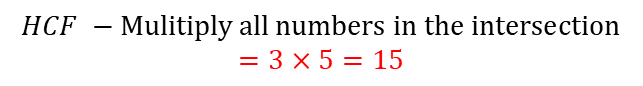 HCF – Mulitiply all numbers in the intersection
= 3 × 5 = 15